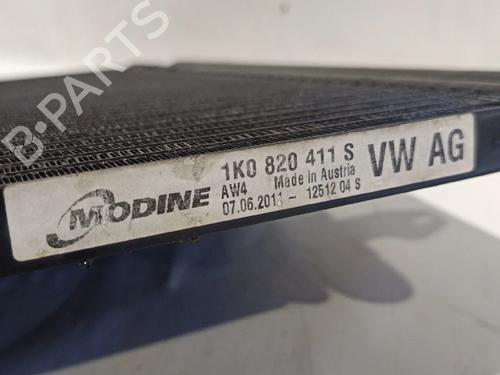 B-PARTS
MODINE
1K0 820 411 S
AW4 Made in Austria
07.06.2011 - 12512 04 S
VW AG